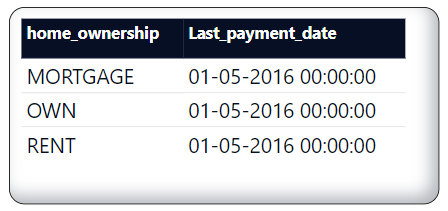 home_ownership Last_payment_date
MORTGAGE 01-05-2016 00:00:00
OWN 01-05-2016 00:00:00
RENT 01-05-2016 00:00:00